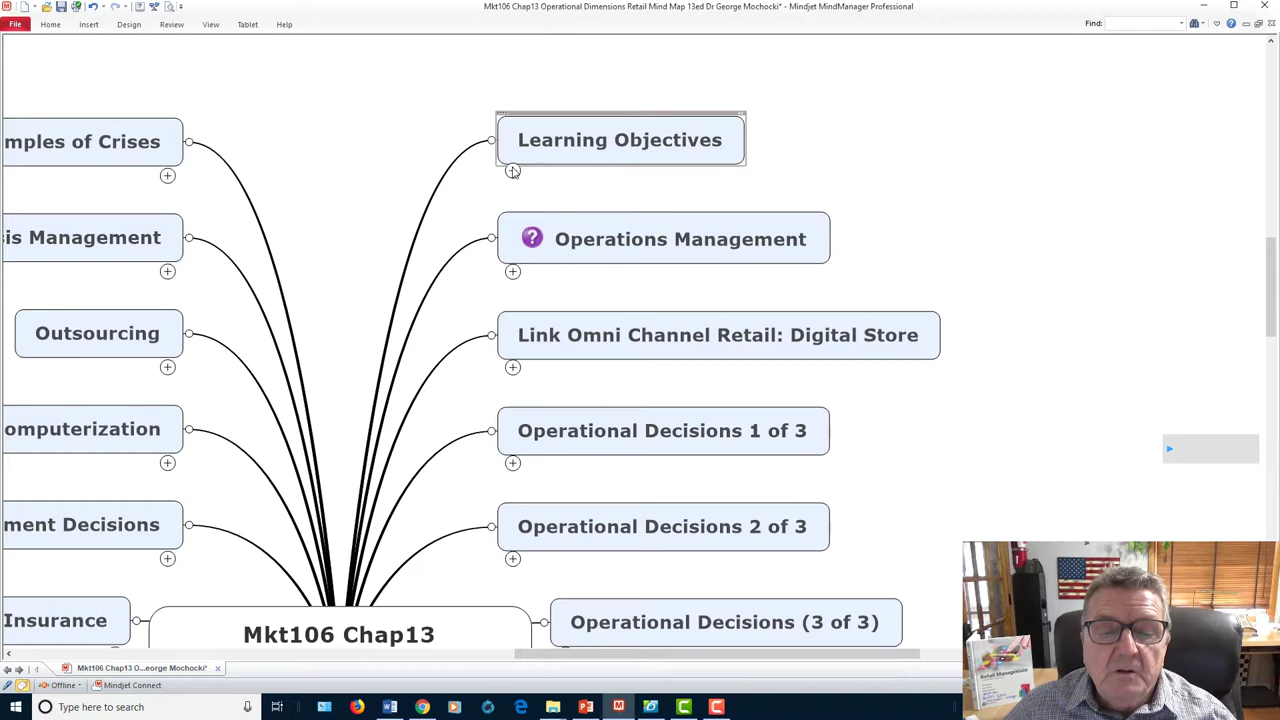 Mkt106 Chap13 Operational Dimensions Retail Mind Map 13ed Dr George Mochocki* - Mindjet MindManager Professional
File Home Insert Design Review View Tablet Help Find:
mples of Crises
Learning Objectives
sis Management
Operations Management
Outsourcing
Link Omni Channel Retail: Digital Store
omputerization
Operational Decisions 1 of 3
ment Decisions
Operational Decisions 2 of 3
Insurance
Mkt106 Chap13
Operational Decisions (3 of 3)
Retail Management
Mkt106 Chap13 O...eorge Mochocki*
Offline Mindjet Connect
Type here to search